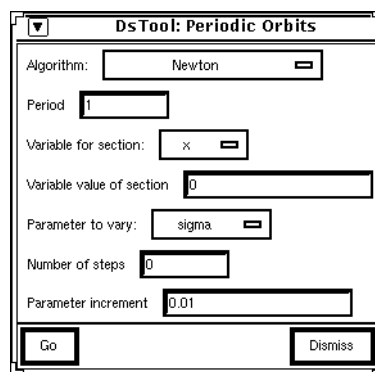 DsTool: Periodic Orbits
Algorithm: Newton
Period 1
Variable for section: x
Variable value of section 0
Parameter to vary: sigma
Number of steps 0
Parameter increment 0.01
Go Dismiss